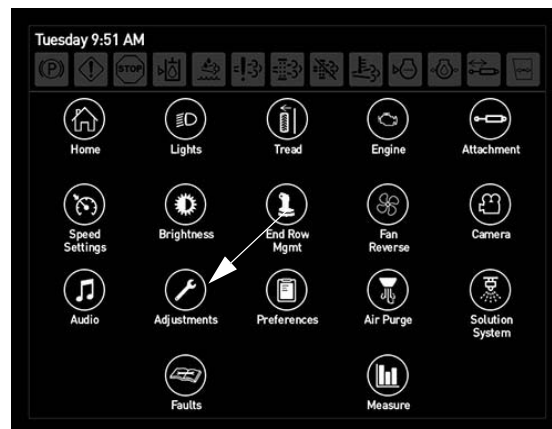 Tuesday 9:51 AM
(P) STOP
Home Lights Tread Engine Attachment
Speed Brightness End Row Fan Camera
Settings Mgmt Reverse
Audio Adjustments Preferences Air Purge Solution
System
Faults Measure